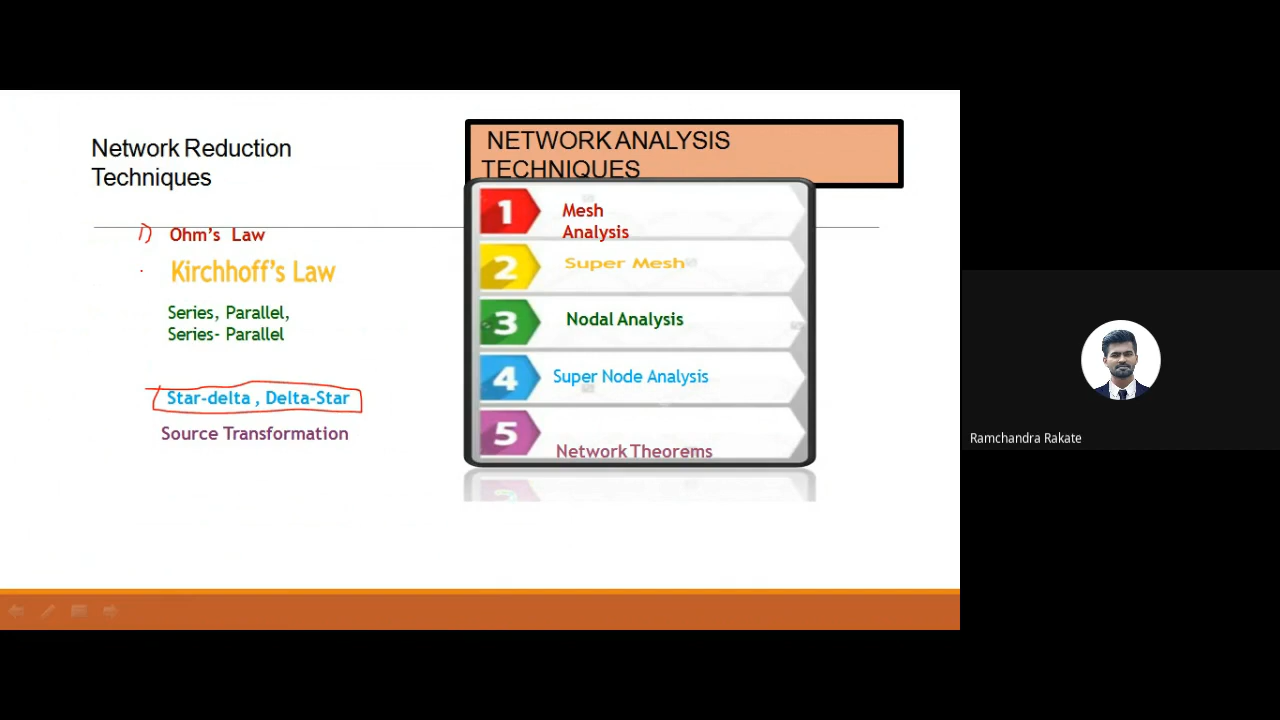 Network Reduction
Techniques
1) Ohm's Law
Kirchhoff's Law
Series, Parallel,
Series- Parallel
Star-delta , Delta-Star
Source Transformation
NETWORK ANALYSIS
TECHNIQUES
1 Mesh
Analysis
2 Super Mesh
3 Nodal Analysis
4 Super Node Analysis
5 Network Theorems
Ramchandra Rakate